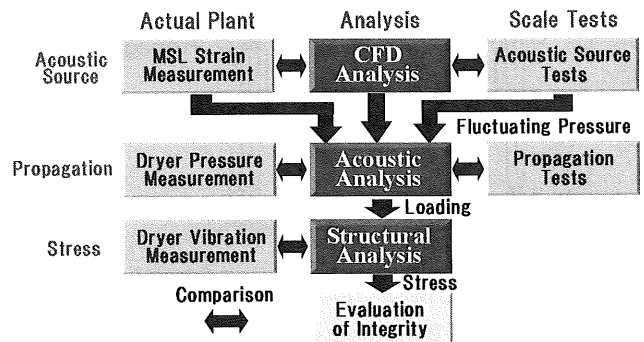 Actual Plant
Analysis
Scale Tests
Acoustic
Source
MSL Strain
Measurement
CFD
Analysis
Acoustic Source
Tests
Fluctuating Pressure
Propagation
Dryer Pressure
Measurement
Acoustic
Analysis
Propagation
Tests
Loading
Stress
Dryer Vibration
Measurement
Structural
Analysis
Stress
Comparison
Evaluation
of Integrity